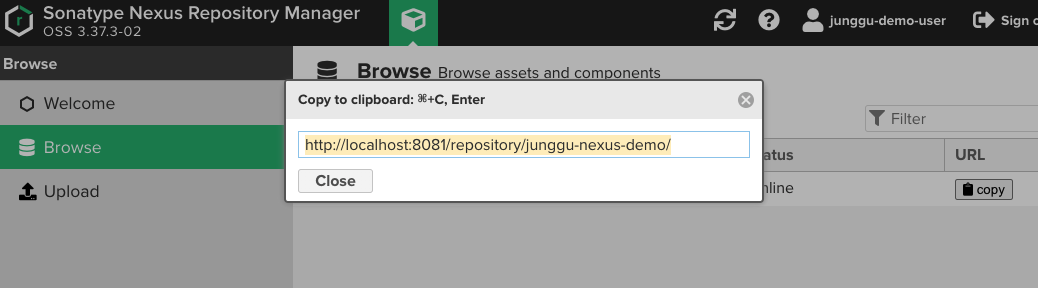 Sonatype Nexus Repository Manager
OSS 3.37.3-02
junggu-demo-user
Sign
Browse
Browse Browse assets and components
Welcome
Copy to clipboard: ⌘+C, Enter
Filter
Browse
http://localhost:8081/repository/junggu-nexus-demo/
atus
URL
Upload
Close
nline
copy